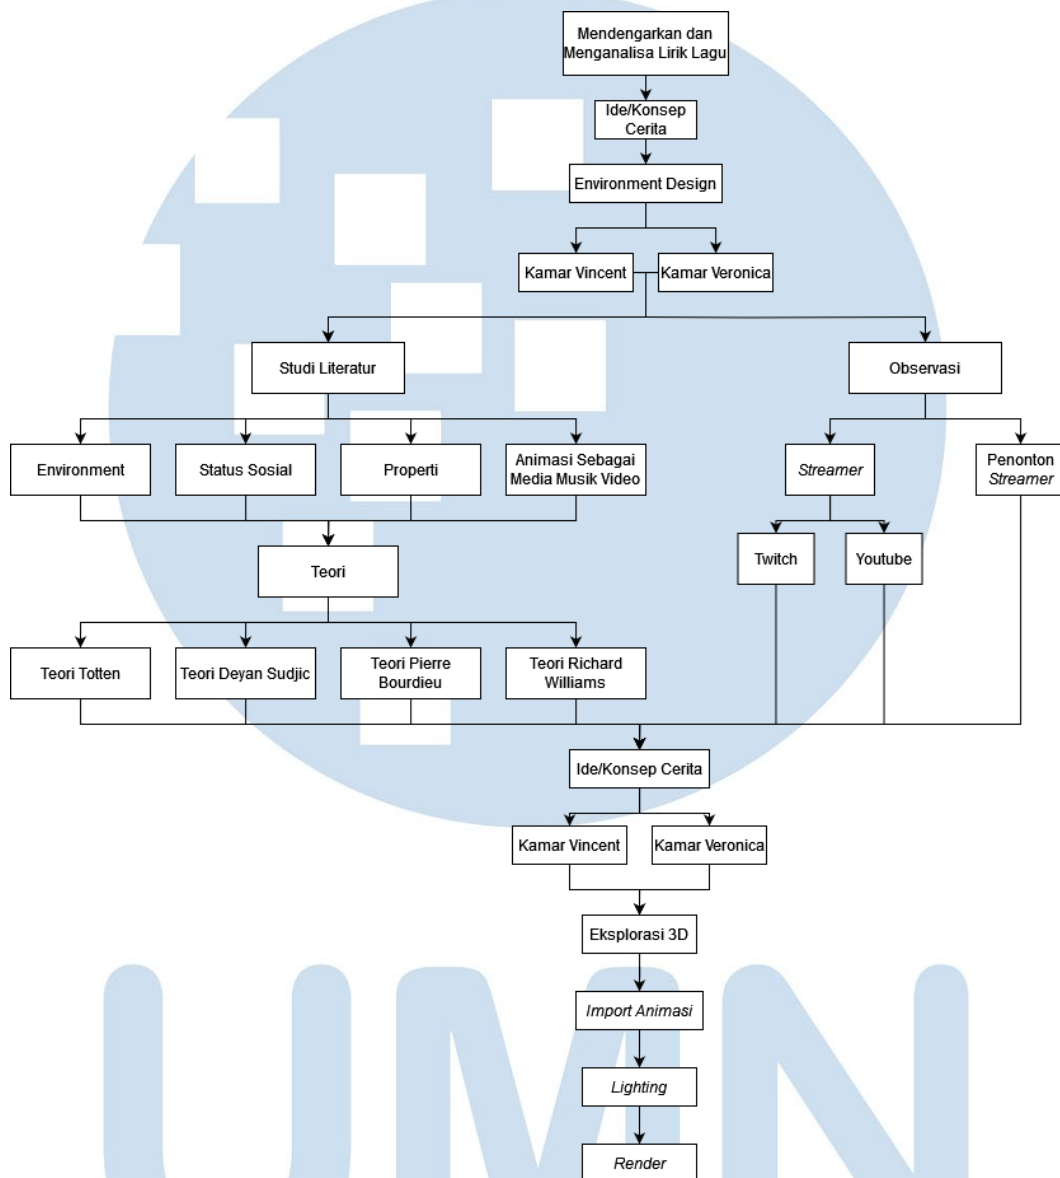 Mendengarkan dan
Menganalisa Lirik Lagu
Ide/Konsep
Cerita
Environment Design
Kamar Vincent
Kamar Veronica
Studi Literatur
Observasi
Environment
Status Sosial
Properti
Animasi Sebagai
Media Musik Video
Streamer
Penonton
Streamer
Twitch
Youtube
Teori
Teori Totten
Teori Deyan Sudjic
Teori Pierre
Bourdieu
Teori Richard
Williams
Ide/Konsep Cerita
Kamar Vincent
Kamar Veronica
Eksplorasi 3D
Import Animasi
Lighting
Render
UMN